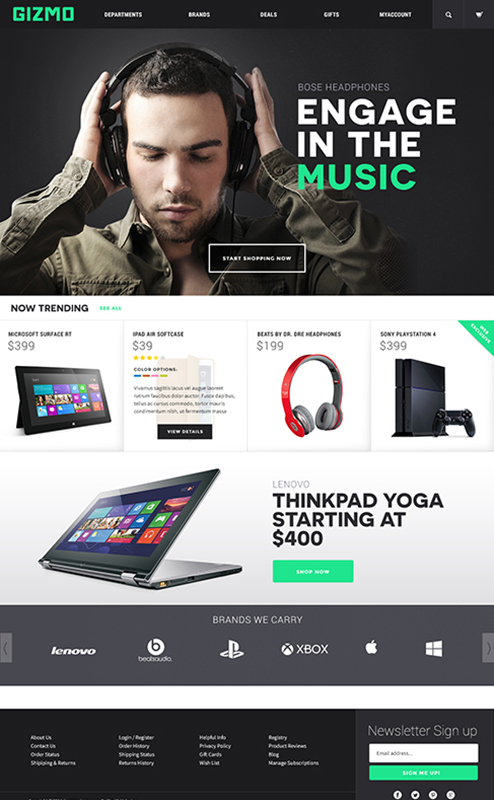 GIZMO
DEPARTMENTS
BRANDS
DEALS
GIFTS
MYACCOUNT
BOSE HEADPHONES
ENGAGE
IN THE
MUSIC
START SHOPPING NOW
NOW TRENDING
SEE ALL
MICROSOFT SURFACE RT
$399
IPAD AIR SOFTCASE
$39
COLOR OPTIONS:
Vivamus sagittis lacus vel augue laoreet
rutrum faucibus dolor auctor. Fusce dapibus,
tellus ac cursus commodo, tortor mauris
condimentum nibh, ut fermentum massa
VIEW DETAILS
BEATS BY DR. DRE HEADPHONES
$199
SONY PLAYSTATION 4
$399
WEB
EXCLUSIVE
LENOVO
THINKPAD YOGA
STARTING AT
$400
SHOP NOW
BRANDS WE CARRY
lenovo
beatsaudio.
XBOX
About Us
Contact Us
Order Status
Shipping & Returns
Login / Register
Order History
Shipping Status
Returns History
Helpful Info
Privacy Policy
Gift Cards
Wish List
Registry
Product Reviews
Blog
Manage Subscriptions
Newsletter Sign up
Email address...
SIGN ME UP!